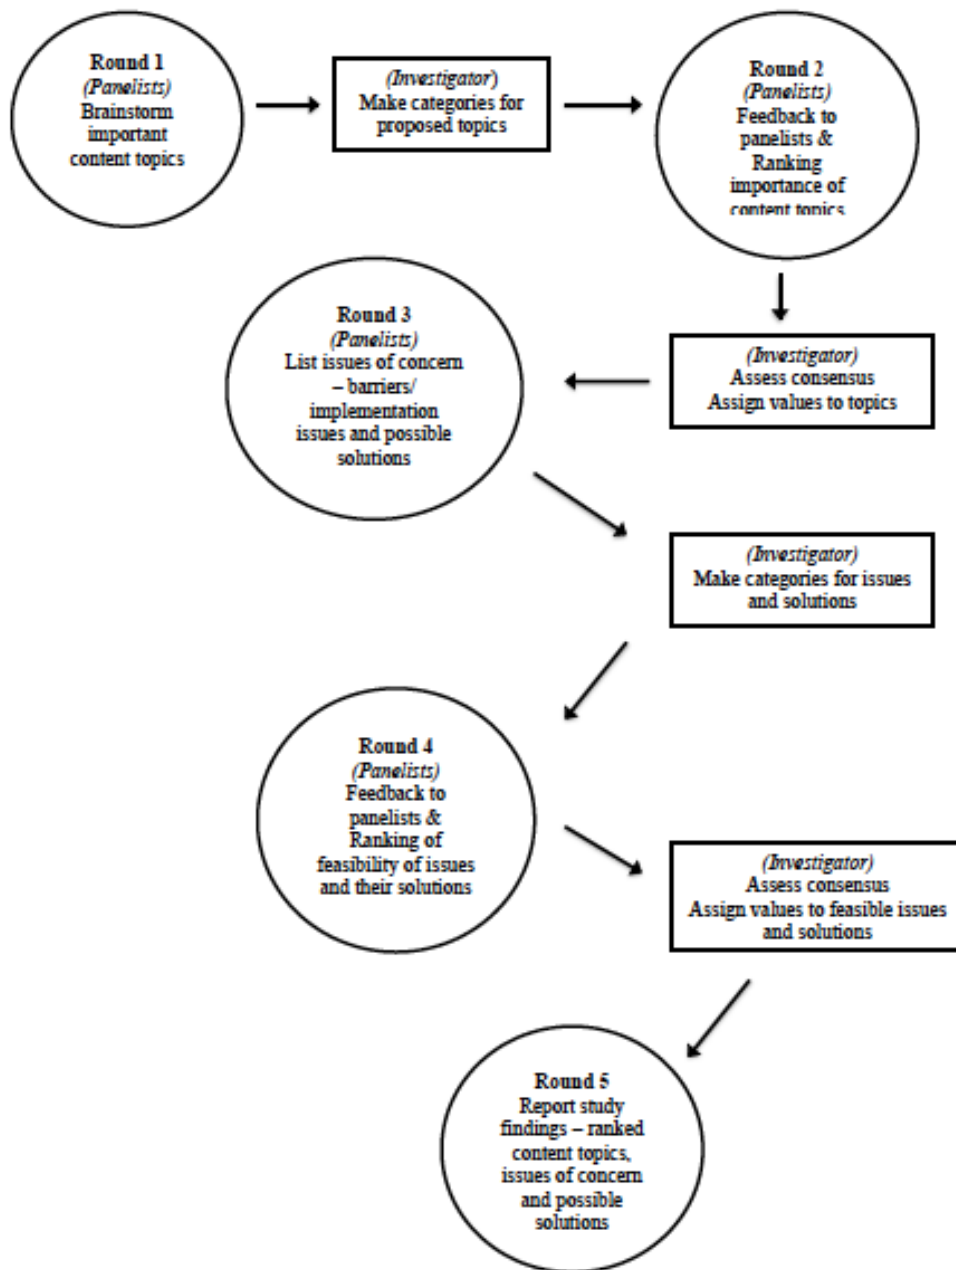 Round 1
(Panelists)
Brainstorm
important
content topics
(Investigator)
Make categories for
proposed topics
Round 2
(Panelists)
Feedback to
panelists &
Ranking
importance of
content topics
(Investigator)
Assess consensus
Assign values to topics
Round 3
(Panelists)
List issues of concern
– barriers/
implementation
issues and possible
solutions
(Investigator)
Make categories for issues
and solutions
Round 4
(Panelists)
Feedback to
panelists &
Ranking of
feasibility of issues
and their solutions
(Investigator)
Assess consensus
Assign values to feasible issues
and solutions
Round 5
Report study
findings – ranked
content topics,
issues of concern
and possible
solutions